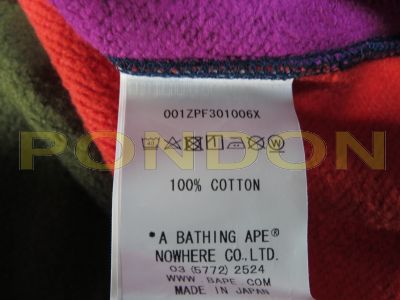 001ZPF301006X
PONDON
100% COTTON
*A BATHING APE®
NOWHERE CO.,LTD.
03(5772)2524
WWW.BAPE.COM
MADE IN JAPAN